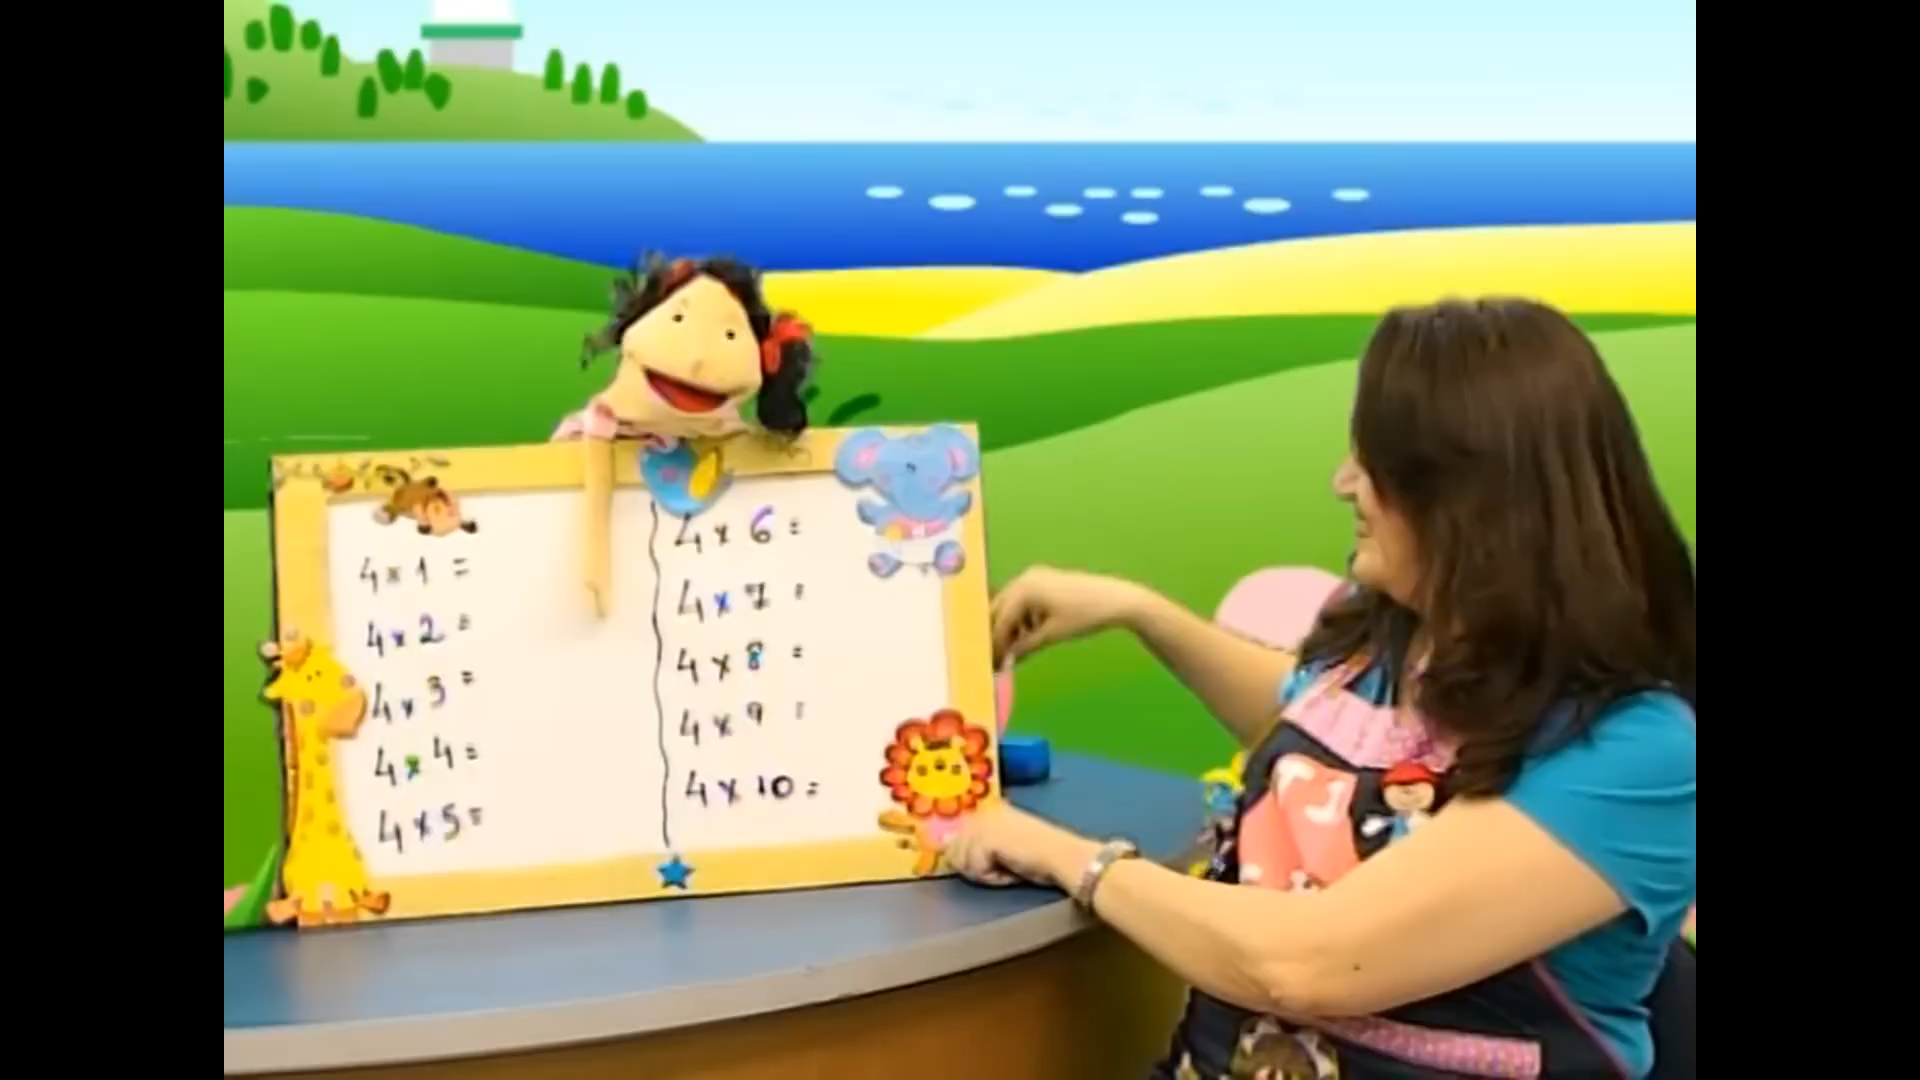 4 x 1 =
4 x 2 =
4 x 3 =
4 x 4 =
4 x 5 =
4 x 6 =
4 x 7 =
4 x 8 =
4 x 9 =
4 x 10 =